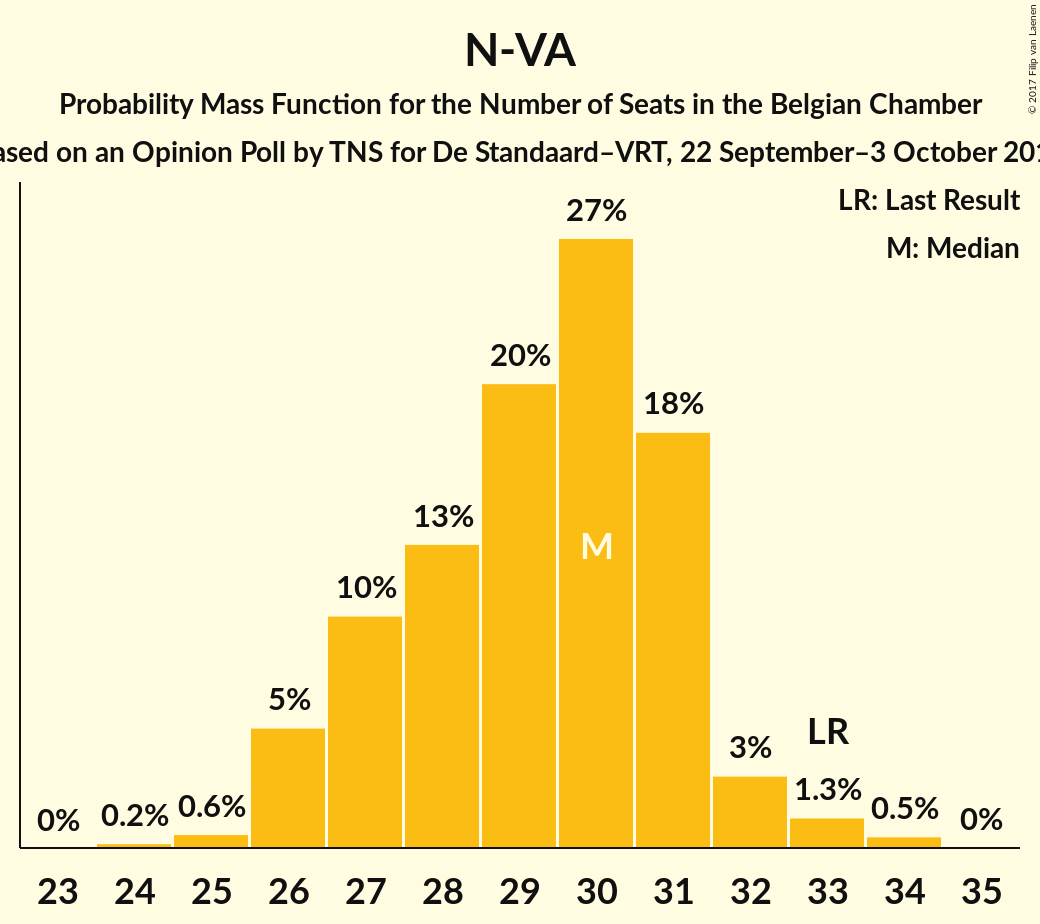 N-VA
Probability Mass Function for the Number of Seats in the Belgian Chamber
on an Opinion Poll by TNS for De Standaard–VRT, 22 September–3 October
LR: Last Result
M: Median
27%
20%
18%
13%
10%
5%
3%
1.3%
0.6%
0.5%
0.2%
0%
0%
M
LR
23 24 25 26 27 28 29 30 31 32 33 34 35
© 2017 Filip van Laenen